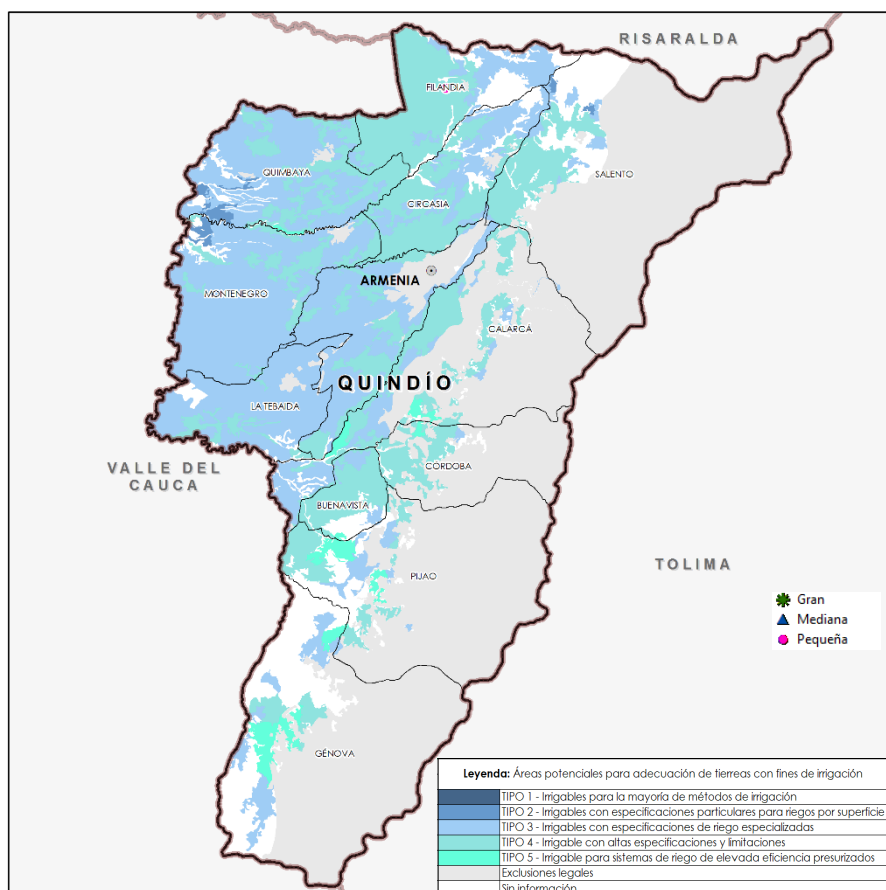 RISARALDA
FILANDIA
QUIMBAYA
SALENTO
CIRCASIA
ARMENIA
MONTENEGRO
CALARCÁ
QUINDÍO
LA TEBAIDA
VALLE DEL
CAUCA
CÓRDOBA
BUENAVISTA
TOLIMA
PIJAO
Gran
Mediana
Pequeña
GÉNOVA
Leyenda: Áreas potenciales para adecuación de tierreas con fines de irrigación
TIPO 1 - Irrigables para la mayoría de métodos de irrigación
TIPO 2 - Irrigables con especificaciones particulares para riegos por superficie
TIPO 3 - Irrigables con especificaciones de riego especializadas
TIPO 4 - Irrigable con altas especificaciones y limitaciones
TIPO 5 - Irrigable para sistemas de riego de elevada eficiencia presurizados
Exclusiones legales
Sin información